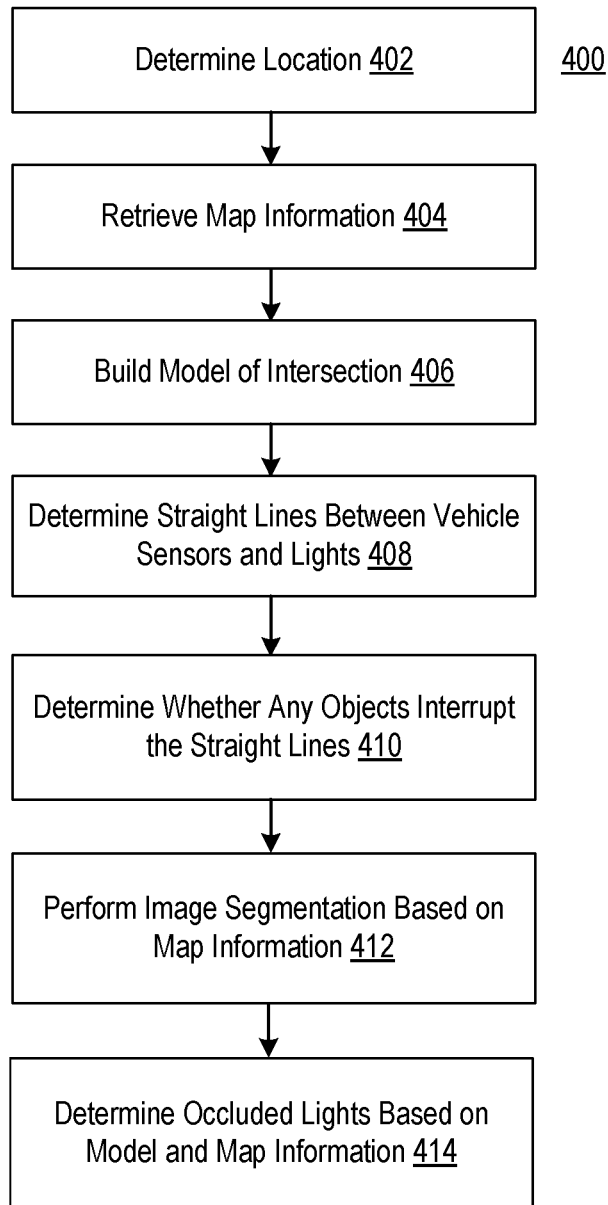 Determine Location 402
400
Retrieve Map Information 404
Build Model of Intersection 406
Determine Straight Lines Between Vehicle
Sensors and Lights 408
Determine Whether Any Objects Interrupt
the Straight Lines 410
Perform Image Segmentation Based on
Map Information 412
Determine Occluded Lights Based on
Model and Map Information 414